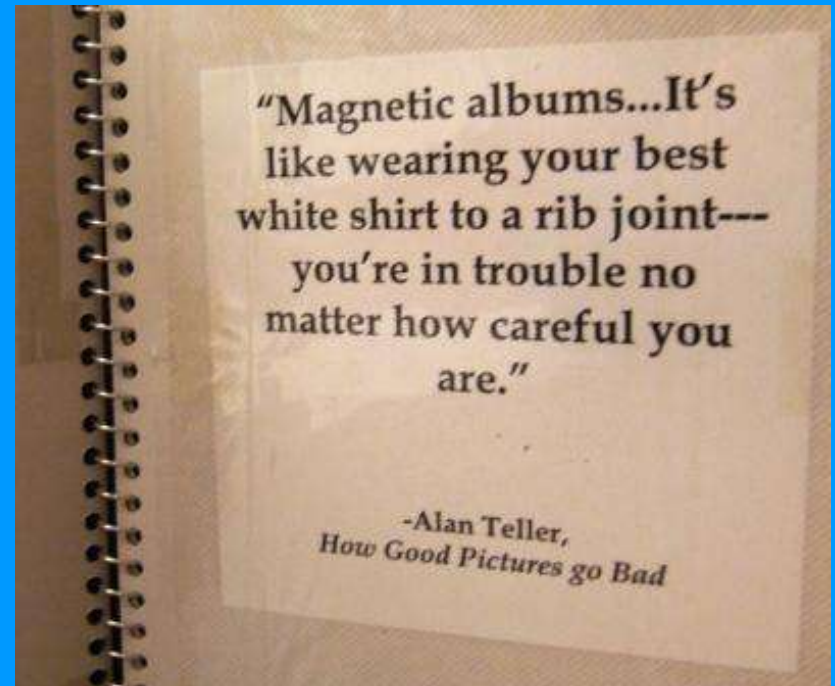 “Magnetic albums...It’s
like wearing your best
white shirt to a rib joint---
you’re in trouble no
matter how careful you
are.”
-Alan Teller,
How Good Pictures go Bad